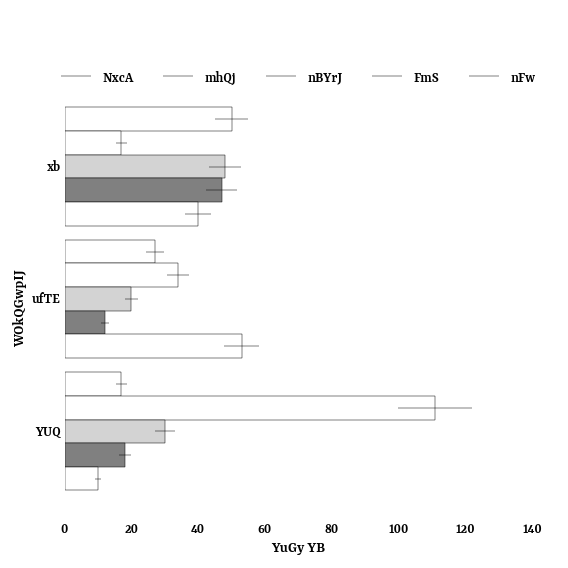 NxcA mhQj nBYrJ FmS nFw
xb
ufTE
YUQ
WOkQGwpIJ
0 20 40 60 80 100 120 140
YuGy YB